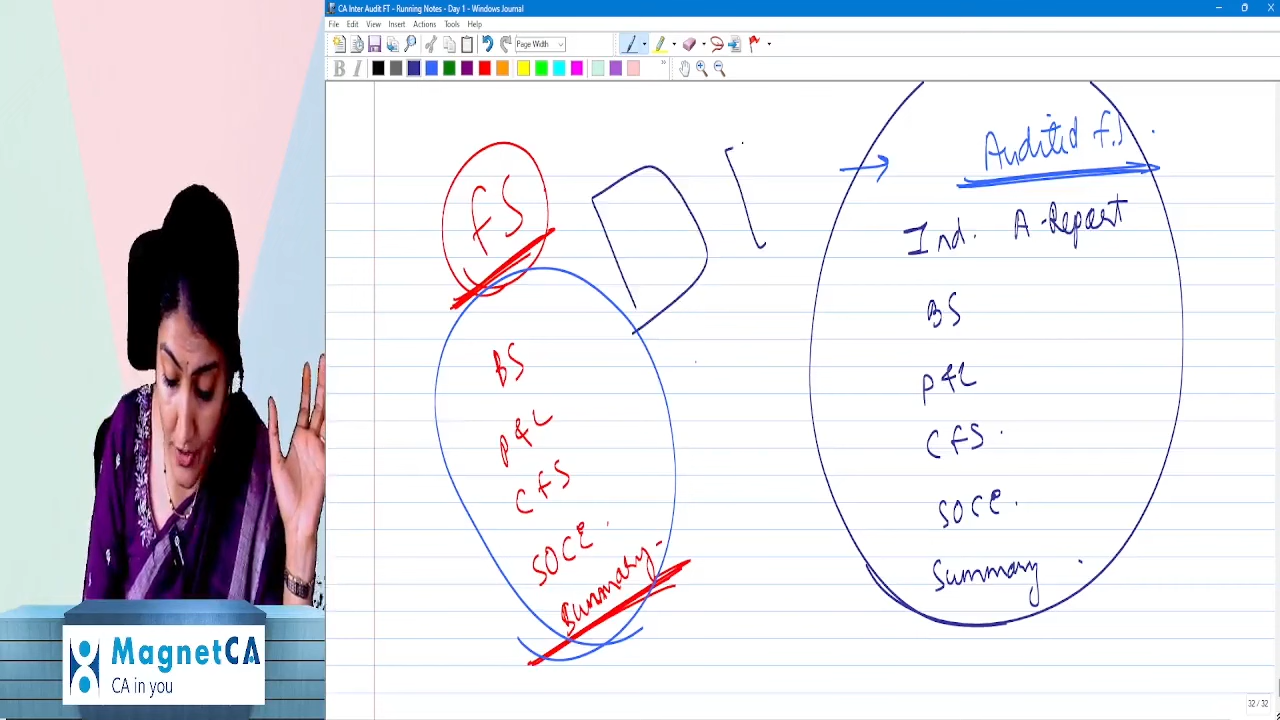 CA Inter Audit FT - Running Notes - Day 1 - Windows Journal
File Edit View Insert Actions Tools Help
Page Width
B I
FS
BS
P&L
CFS
SOCE.
Summary.
Audited f.s.
Ind. A-Report
BS
P&L
CFS.
SOCE.
Summary.
MagnetCA
CA in you
32 / 32